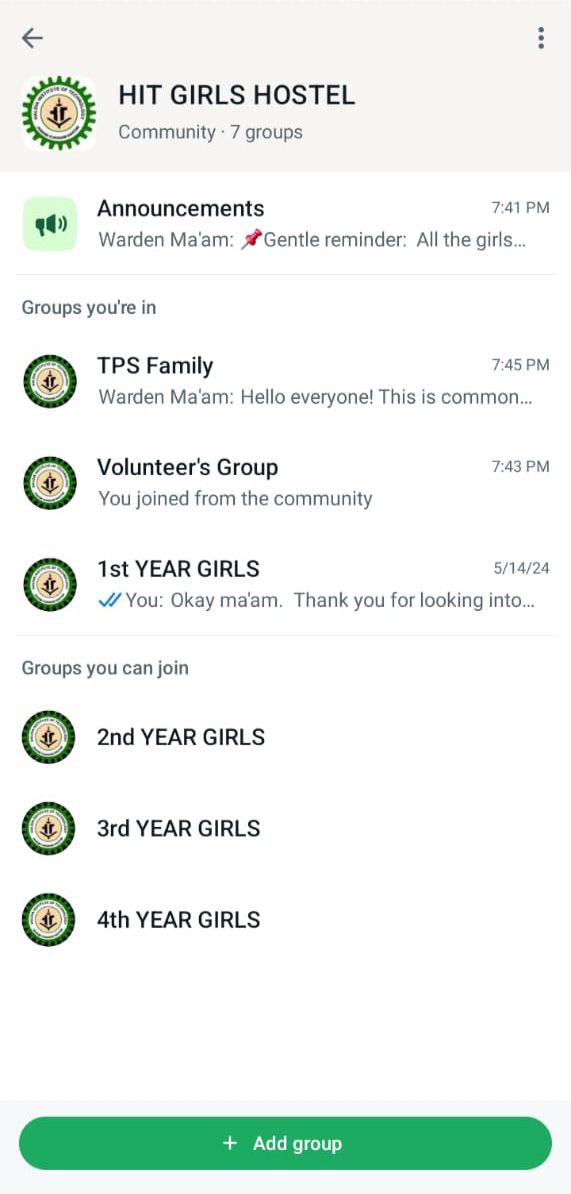 HIT GIRLS HOSTEL
Community · 7 groups
Announcements
7:41 PM
Warden Ma'am: 📌Gentle reminder: All the girls...
Groups you're in
TPS Family
7:45 PM
Warden Ma'am: Hello everyone! This is common...
Volunteer's Group
7:43 PM
You joined from the community
1st YEAR GIRLS
5/14/24
You: Okay ma'am. Thank you for looking into...
Groups you can join
2nd YEAR GIRLS
3rd YEAR GIRLS
4th YEAR GIRLS
+ Add group